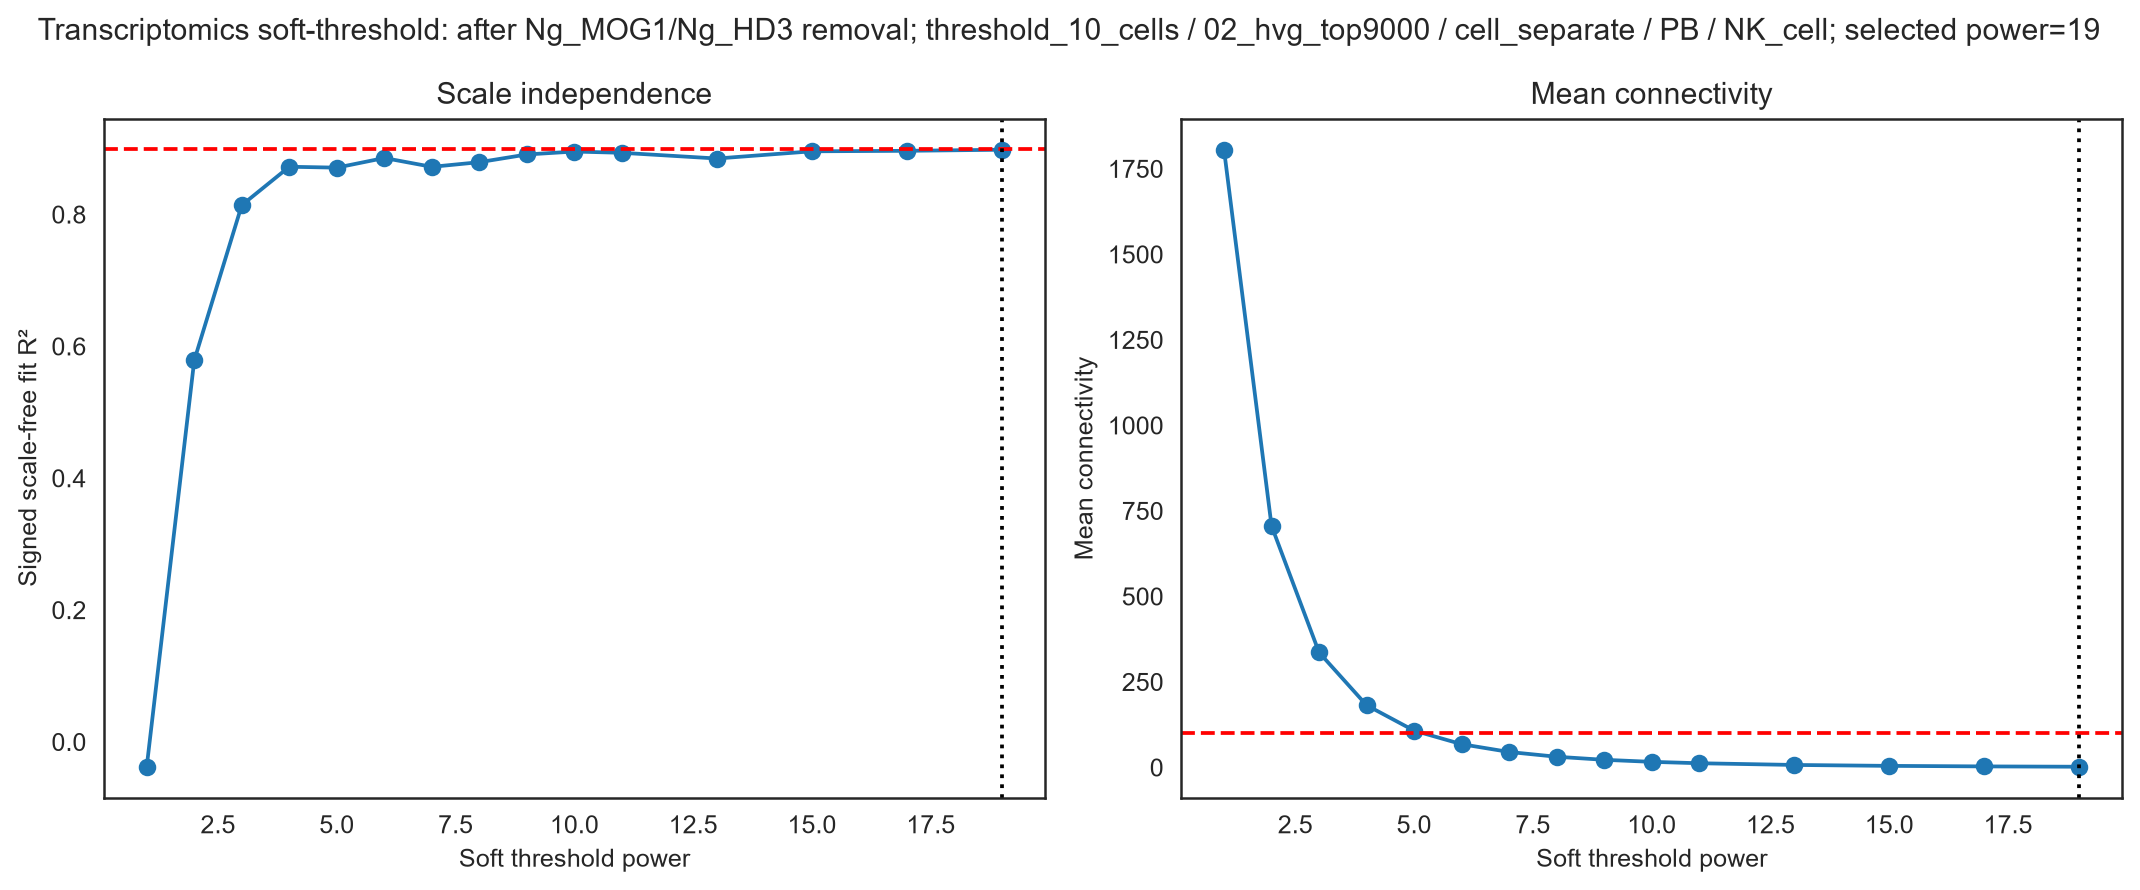 Transcriptomics soft-threshold: after Ng_MOG1/Ng_HD3 removal; threshold_10_cells / 02_hvg_top9000 / cell_separate / PB / NK_cell; selected power=19
Scale independence
Signed scale-free fit R²
0.8
0.6
0.4
0.2
0.0
2.5 5.0 7.5 10.0 12.5 15.0 17.5
Soft threshold power
Mean connectivity
Mean connectivity
1750
1500
1250
1000
750
500
250
0
2.5 5.0 7.5 10.0 12.5 15.0 17.5
Soft threshold power